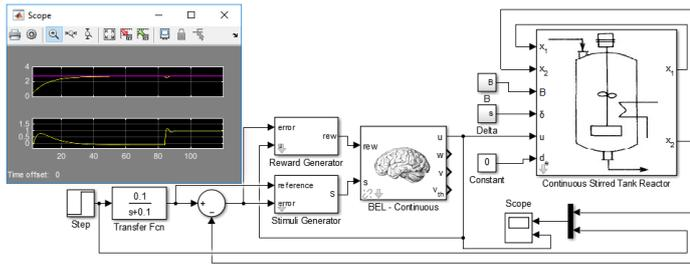 Scope
4
2
0
1.5
1
0.5
0
20 40 60 80 100
Time offset: 0
Step
0.1
s+0.1
Transfer Fcn
+
-
error
u
rew
Reward Generator
reference
error
S
Stimuli Generator
rew
s
u
w
v
v th
BEL - Continuous
B
B
s
Delta
0
Constant
Scope
x1
x2
B
δ
u
x1
x2
Continuous Stirred Tank Reactor